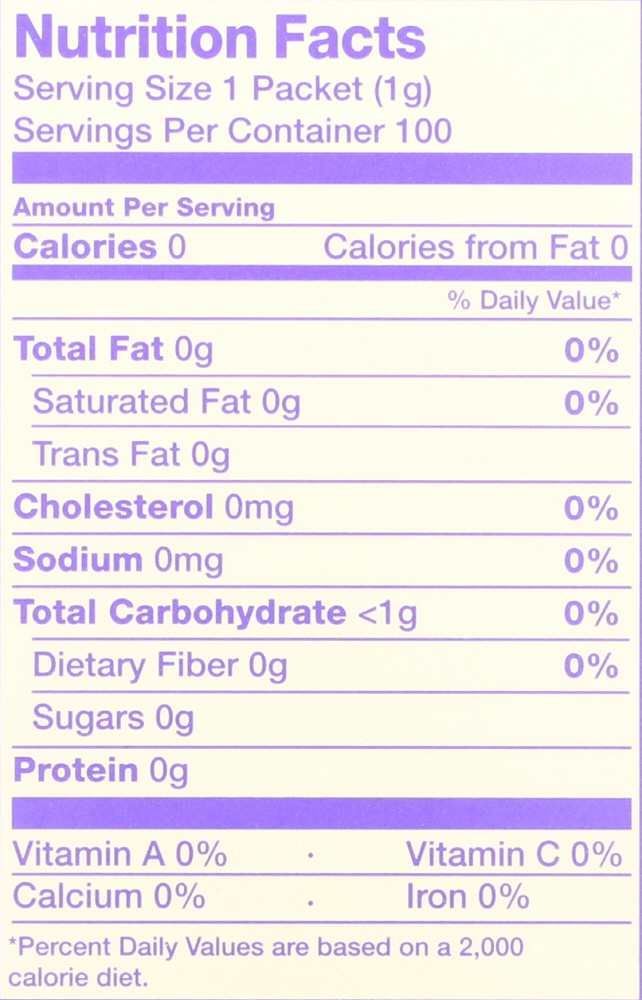 Nutrition Facts
Serving Size 1 Packet (1g)
Servings Per Container 100
Amount Per Serving
Calories 0 Calories from Fat 0
% Daily Value*
Total Fat 0g 0%
Saturated Fat 0g 0%
Trans Fat 0g
Cholesterol 0mg 0%
Sodium 0mg 0%
Total Carbohydrate <1g 0%
Dietary Fiber 0g 0%
Sugars 0g
Protein 0g
Vitamin A 0% · Vitamin C 0%
Calcium 0% · Iron 0%
*Percent Daily Values are based on a 2,000
calorie diet.